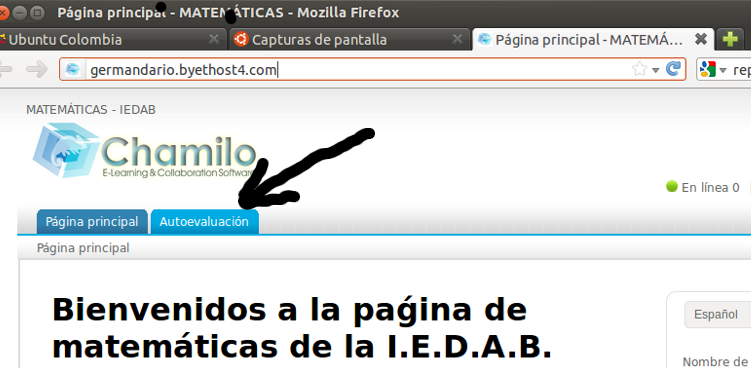 Página principal - MATEMÁTICAS - Mozilla Firefox
Ubuntu Colombia
Capturas de pantalla
Página principal - MATEMÁ...
germandario.byethost4.com
rep
MATEMÁTICAS - IEDAB
Chamilo
E-Learning & Collaboration Software
En línea 0
Página principal
Autoevaluación
Página principal
Bienvenidos a la paǵina de
matemáticas de la I.E.D.A.B.
Español
Nombre de